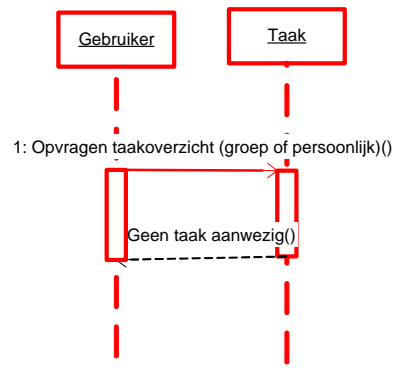 Gebruiker
Taak
1: Opvragen taakoverzicht (groep of persoonlijk)()
Geen taak aanwezig()